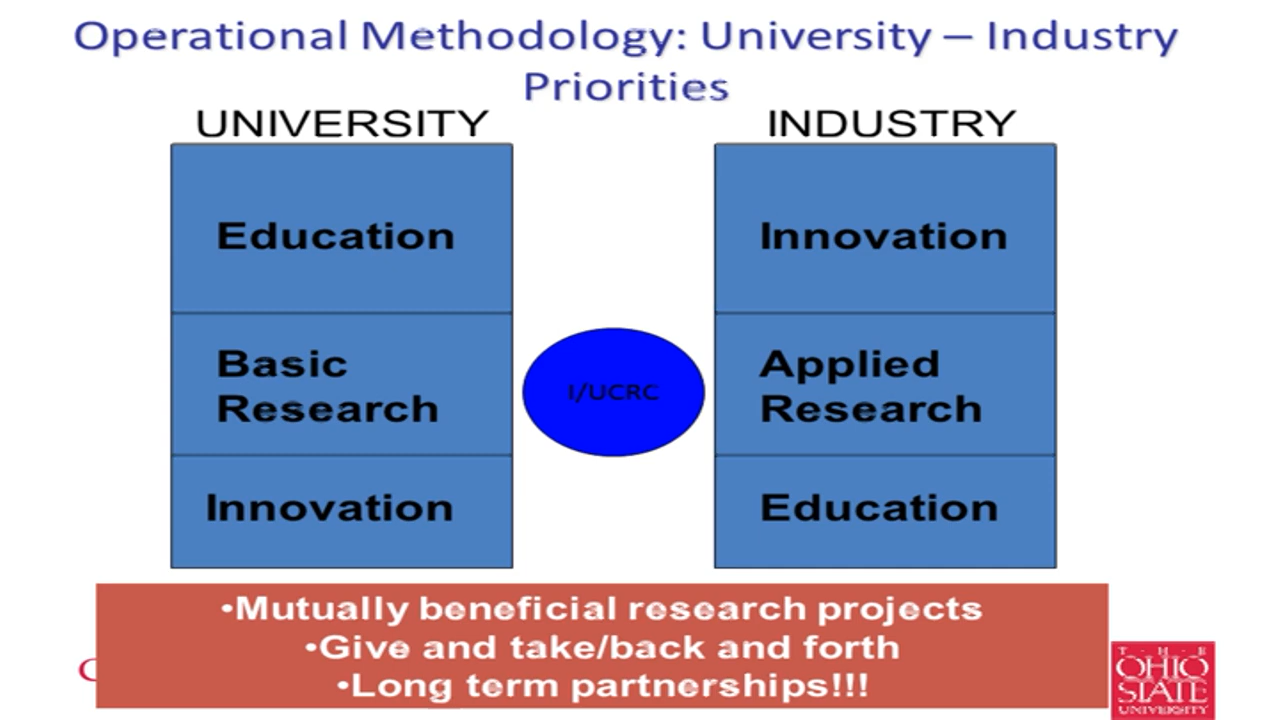 Operational Methodology: University – Industry
Priorities
UNIVERSITY
INDUSTRY
Education
Innovation
Basic
Research
I/UCRC
Applied
Research
Innovation
Education
•Mutually beneficial research projects
•Give and take/back and forth
•Long term partnerships!!!
T · H · E
OHIO
STATE
UNIVERSITY